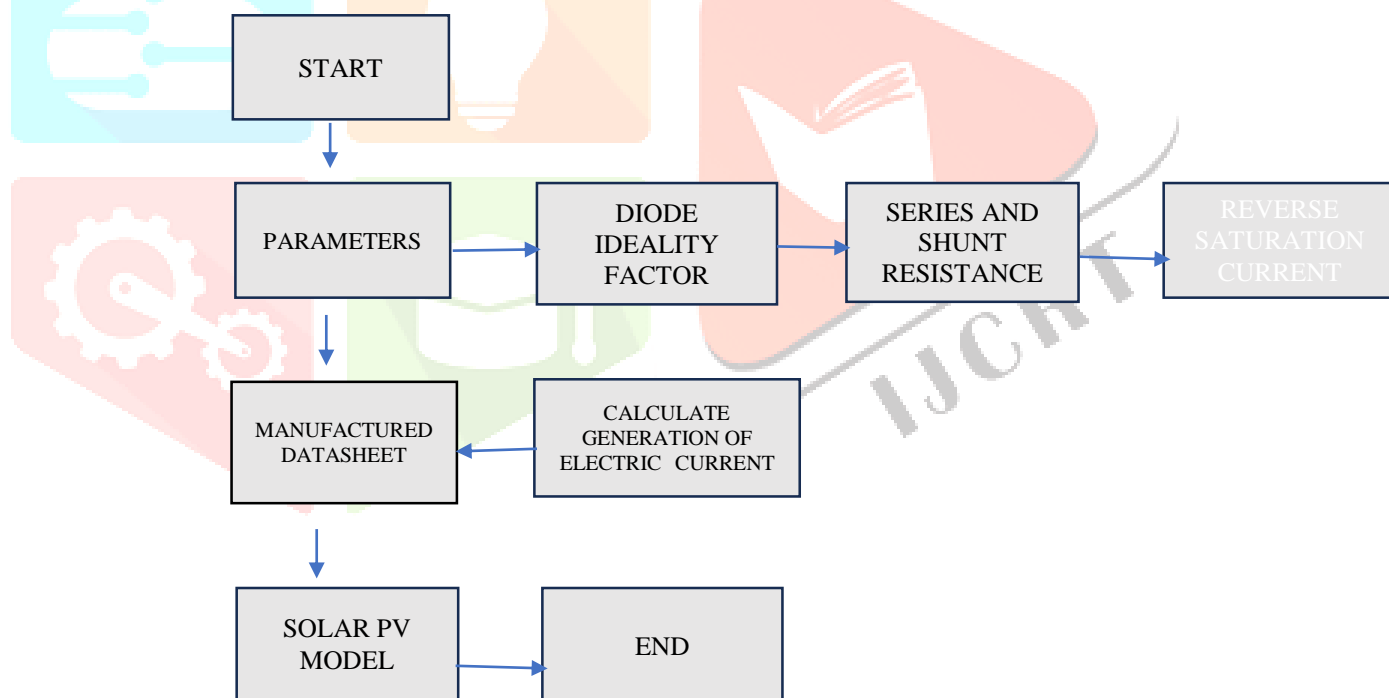 START
PARAMETERS
DIODE
IDEALITY
FACTOR
SERIES AND
SHUNT
RESISTANCE
REVERSE
SATURATION
CURRENT
MANUFACTURED
DATASHEET
CALCULATE
GENERATION OF
ELECTRIC CURRENT
SOLAR PV
MODEL
END
IJCRT